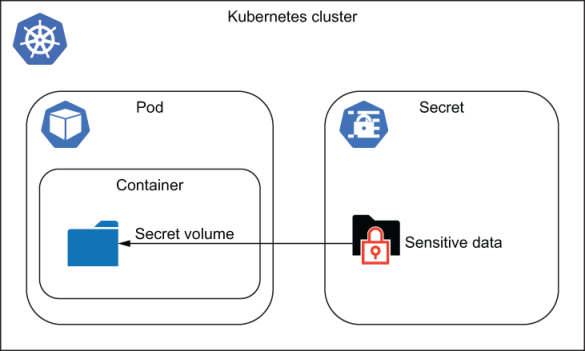 Kubernetes cluster
Pod
Secret
Container
Secret volume
Sensitive data